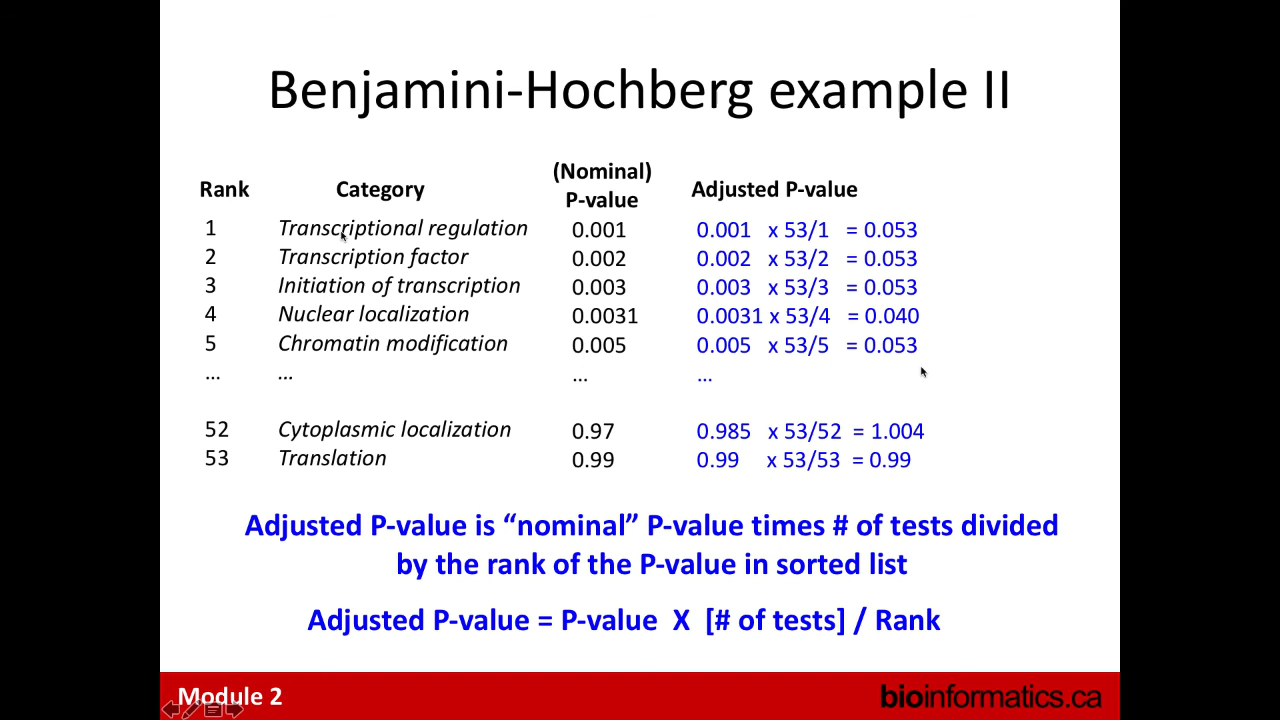 Benjamini-Hochberg example II
(Nominal)
Rank Category P-value Adjusted P-value
1 Transcriptional regulation 0.001 0.001 x 53/1 = 0.053
2 Transcription factor 0.002 0.002 x 53/2 = 0.053
3 Initiation of transcription 0.003 0.003 x 53/3 = 0.053
4 Nuclear localization 0.0031 0.0031 x 53/4 = 0.040
5 Chromatin modification 0.005 0.005 x 53/5 = 0.053
... ... ... ...
52 Cytoplasmic localization 0.97 0.985 x 53/52 = 1.004
53 Translation 0.99 0.99 x 53/53 = 0.99
Adjusted P-value is “nominal” P-value times # of tests divided
by the rank of the P-value in sorted list
Adjusted P-value = P-value X [# of tests] / Rank
Module 2 bioinformatics.ca